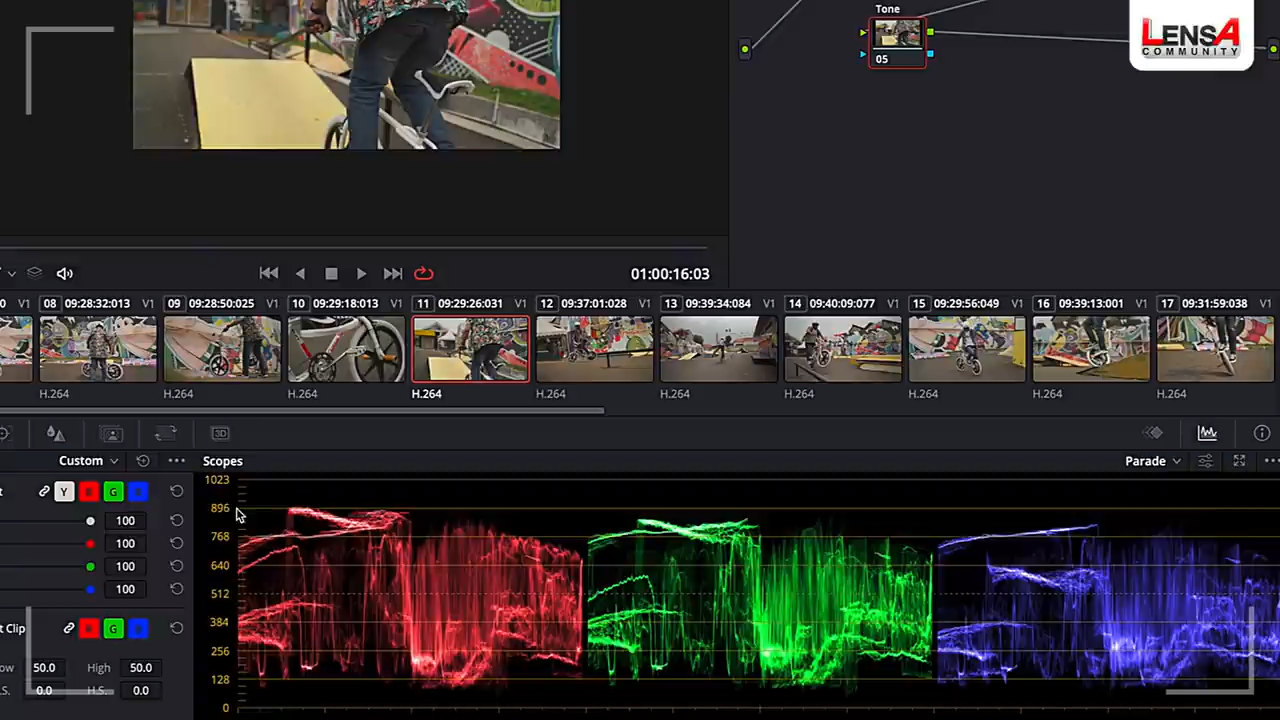 Tone
05
LENSA
COMMUNITY
01:00:16:03
0 V1 08 09:28:32:013 V1 09 09:28:50:025 V1 10 09:29:18:013 V1 11 09:29:26:031 V1 12 09:37:01:028 V1 13 09:39:34:084 V1 14 09:40:09:077 V1 15 09:29:56:049 V1 16 09:39:13:001 V1 17 09:31:59:038 V1
H.264 H.264 H.264 H.264 H.264 H.264 H.264 H.264 H.264 H.264
3D
Custom
Scopes
Parade
Y R G B
100
100
100
100
t Clip R G B
ow 50.0 High 50.0
.S. 0.0 H.S. 0.0
1023
896
768
640
512
384
256
128
0